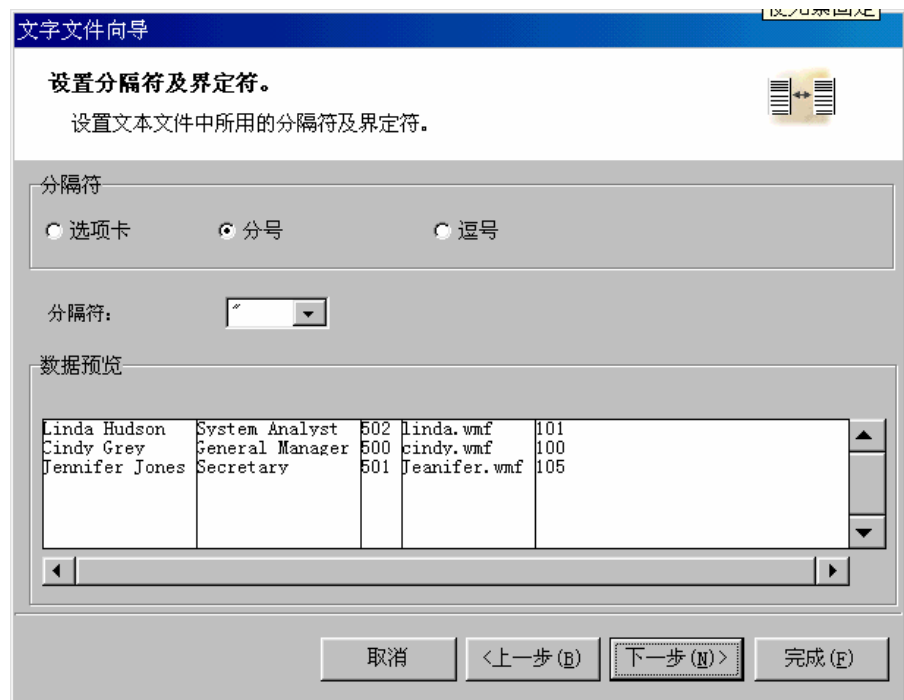 文字文件向导
设置分隔符及界定符。
设置文本文件中所用的分隔符及界定符。
分隔符
选项卡 分号 逗号
分隔符: "
数据预览
Linda Hudson System Analyst 502 linda.wmf 101
Cindy Grey General Manager 500 cindy.wmf 100
Jennifer Jones Secretary 501 Jeanifer.wmf 105
取消 <上一步(B) 下一步(N)> 完成(F)